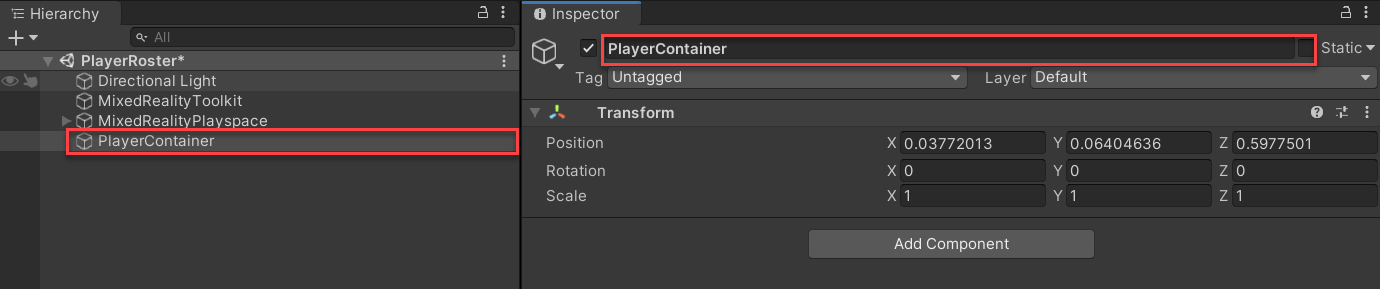 Hierarchy
All
PlayerRoster*
Directional Light
MixedRealityToolkit
MixedRealityPlayspace
PlayerContainer
Inspector
PlayerContainer Static
Tag Untagged Layer Default
Transform
Position X 0.03772013 Y 0.06404636 Z 0.5977501
Rotation X 0 Y 0 Z 0
Scale X 1 Y 1 Z 1
Add Component